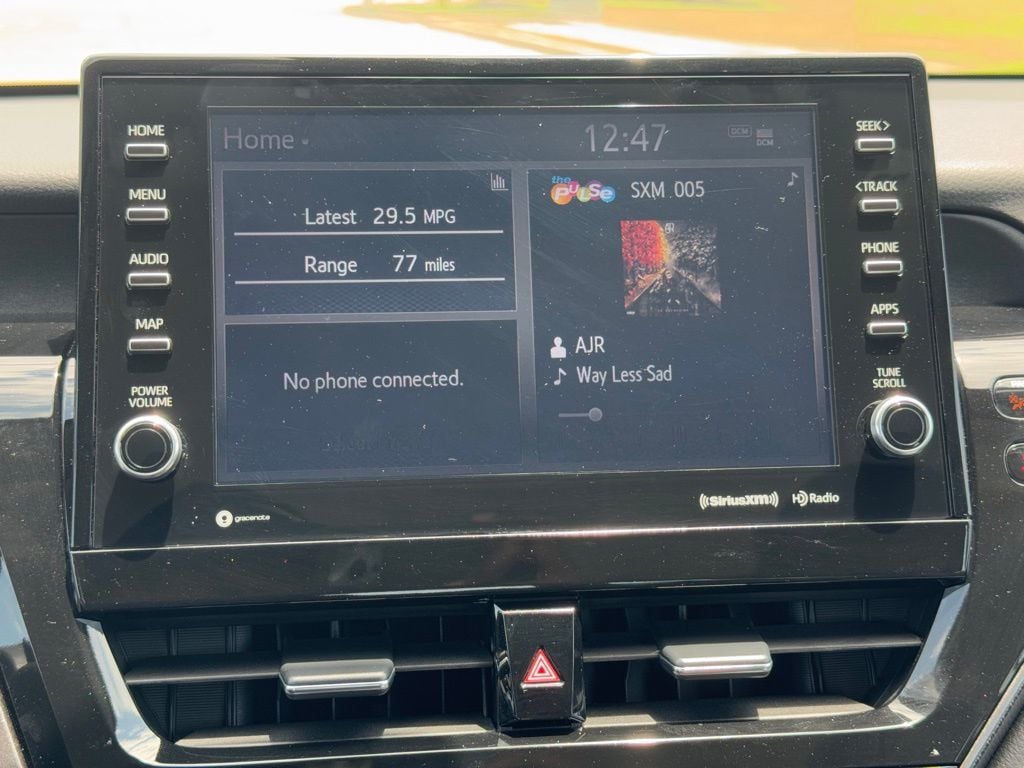 HOME
MENU
AUDIO
MAP
POWER
VOLUME
Home
12:47
DCM
DCM
Latest 29.5 MPG
Range 77 miles
No phone connected.
the PULSE SXM 005
AJR
Way Less Sad
SEEK>
<TRACK
PHONE
APPS
TUNE
SCROLL
gracenote
SiriusXM
HD Radio